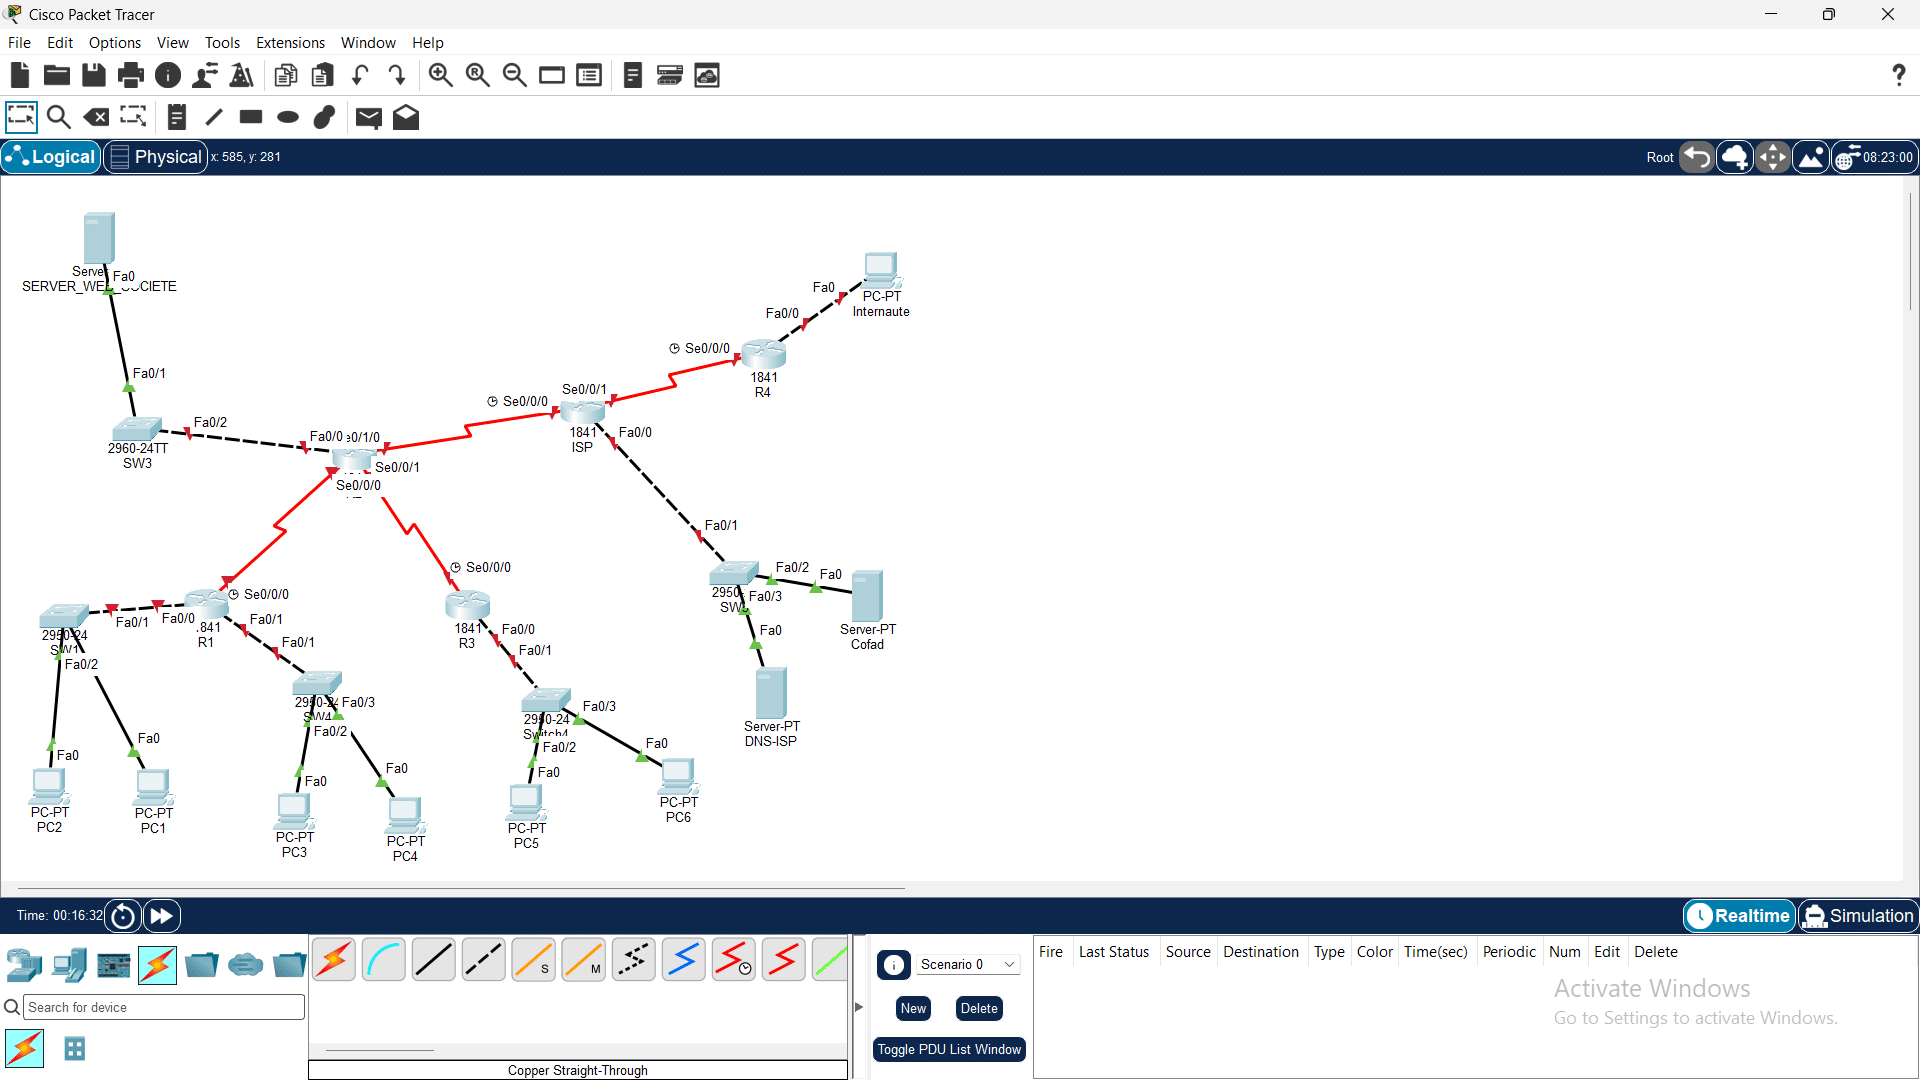 Cisco Packet Tracer
File Edit Options View Tools Extensions Window Help
Logical Physical x: 585, y: 281 Root 08:23:00
Server
Fa0
Fa0
PC-PT
Internaute
Fa0/0
Se0/0/0
1841
R4
Fa0/1
Se0/0/1
Se0/0/0
1841
ISP
Fa0/0
Fa0/2
2960-24TT
SW3
Fa0/0
Se0/0/1
Se0/0/0
Fa0/1
Fa0/2
Fa0
Fa0/3
Server-PT
Cofad
Fa0
Server-PT
DNS-ISP
Se0/0/0
1841
R3
Fa0/0
Fa0/1
Se0/0/0
R1
Fa0/1
Fa0/0
Fa0/1
Fa0/1
2950-24
SW1
Fa0/2
Fa0/3
Fa0/2
2950-24
Fa0/3
Fa0/2
Fa0
Fa0
PC-PT
PC2
PC-PT
PC1
Fa0
Fa0
PC-PT
PC3
PC-PT
PC4
Fa0
Fa0
PC-PT
PC5
PC-PT
PC6
Time: 00:16:32 Realtime Simulation
S M
Search for device
Copper Straight-Through
Scenario 0
New Delete
Toggle PDU List Window
Fire Last Status Source Destination Type Color Time(sec) Periodic Num Edit Delete
Activate Windows
Go to Settings to activate Windows.